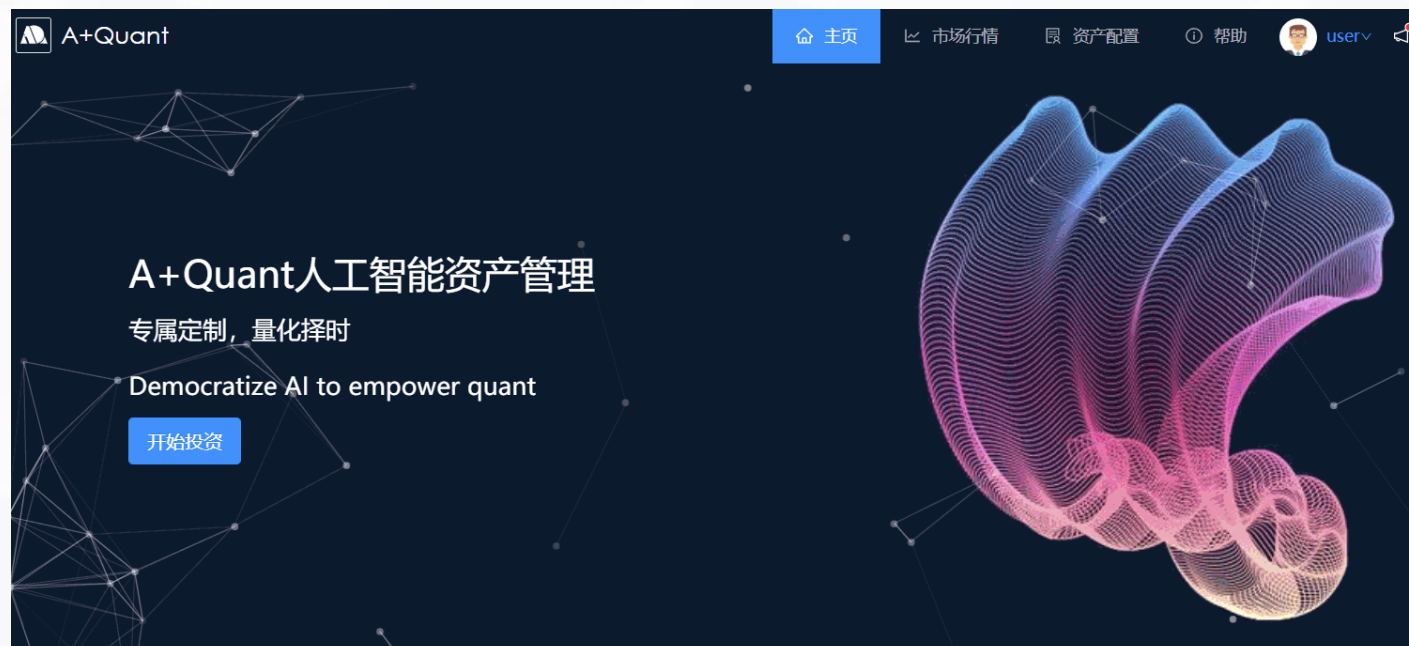 A+Quant
主页
市场行情
资产配置
帮助
user
A+Quant人工智能资产管理
专属定制，量化择时
Democratize AI to empower quant
开始投资